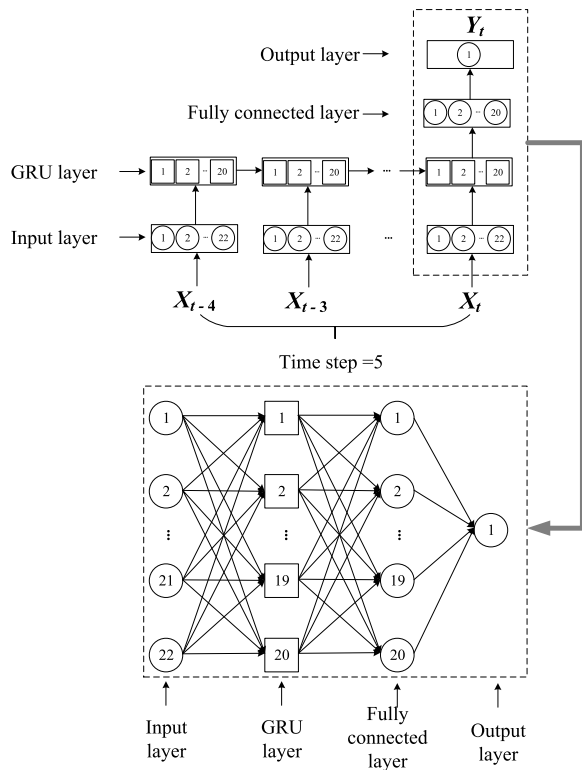 Y_t
Output layer
1
Fully connected layer
1 2 ... 20
GRU layer
1 2 ... 20
1 2 ... 20
...
1 2 ... 20
Input layer
1 2 ... 22
1 2 ... 22
...
1 2 ... 22
X_{t-4}
X_{t-3}
X_t
Time step =5
1
1
1
2
2
2
1
...
...
...
21
19
19
22
20
20
Input layer
GRU layer
Fully connected layer
Output layer